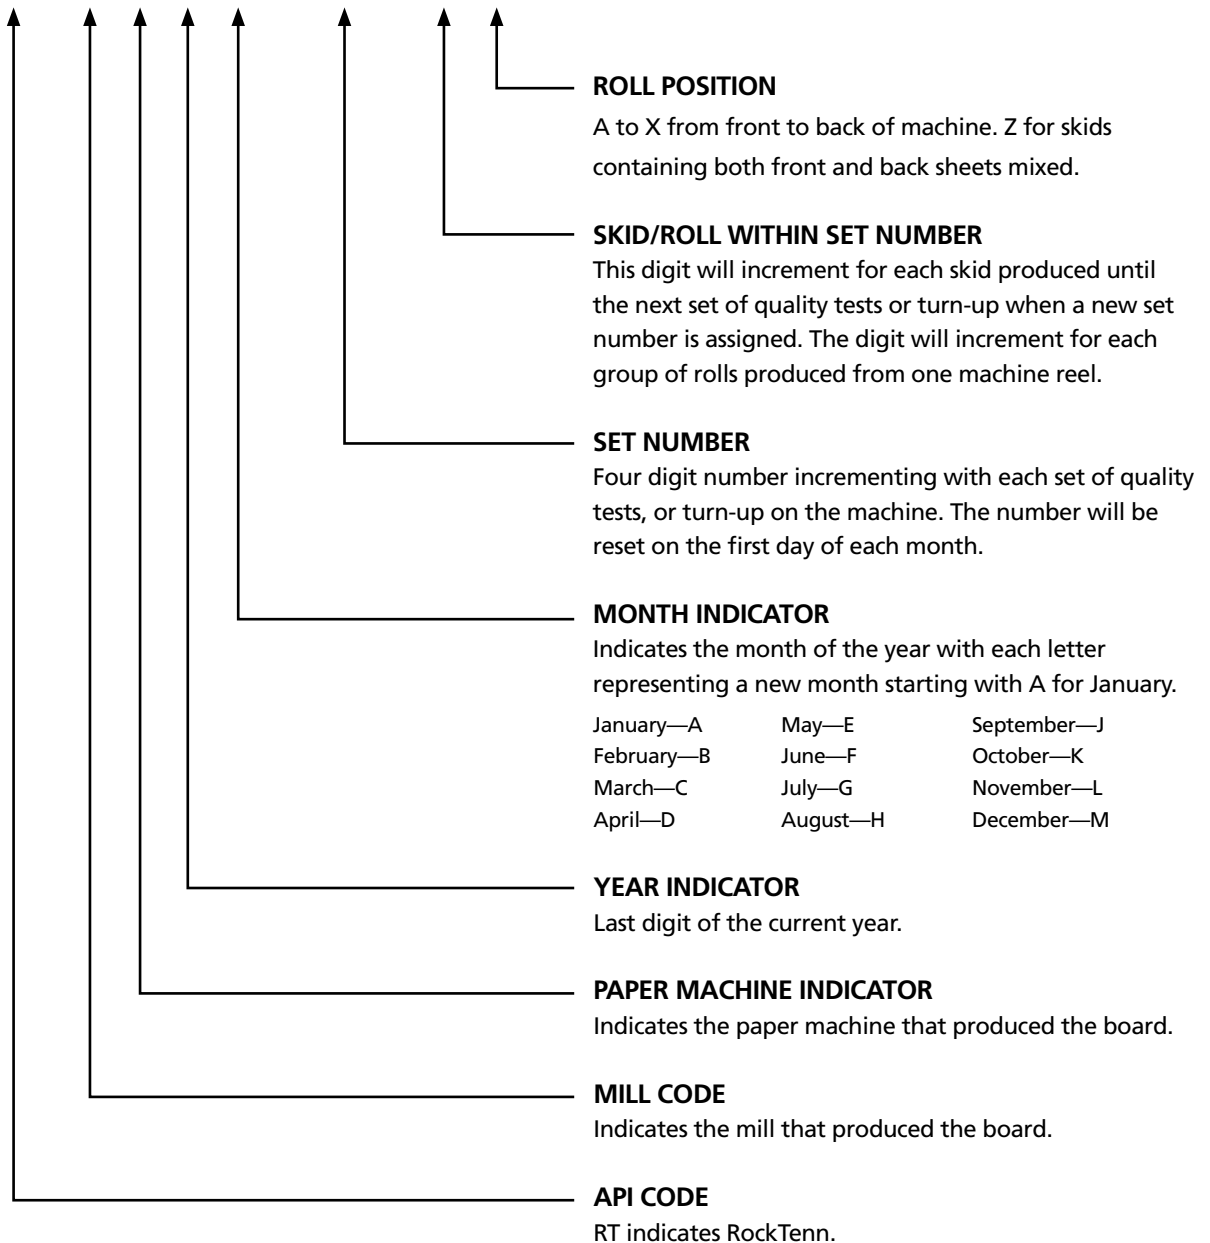 ROLL POSITION
A to X from front to back of machine. Z for skids
containing both front and back sheets mixed.
SKID/ROLL WITHIN SET NUMBER
This digit will increment for each skid produced until
the next set of quality tests or turn-up when a new set
number is assigned. The digit will increment for each
group of rolls produced from one machine reel.
SET NUMBER
Four digit number incrementing with each set of quality
tests, or turn-up on the machine. The number will be
reset on the first day of each month.
MONTH INDICATOR
Indicates the month of the year with each letter
representing a new month starting with A for January.
January—A May—E September—J
February—B June—F October—K
March—C July—G November—L
April—D August—H December—M
YEAR INDICATOR
Last digit of the current year.
PAPER MACHINE INDICATOR
Indicates the paper machine that produced the board.
MILL CODE
Indicates the mill that produced the board.
API CODE
RT indicates RockTenn.